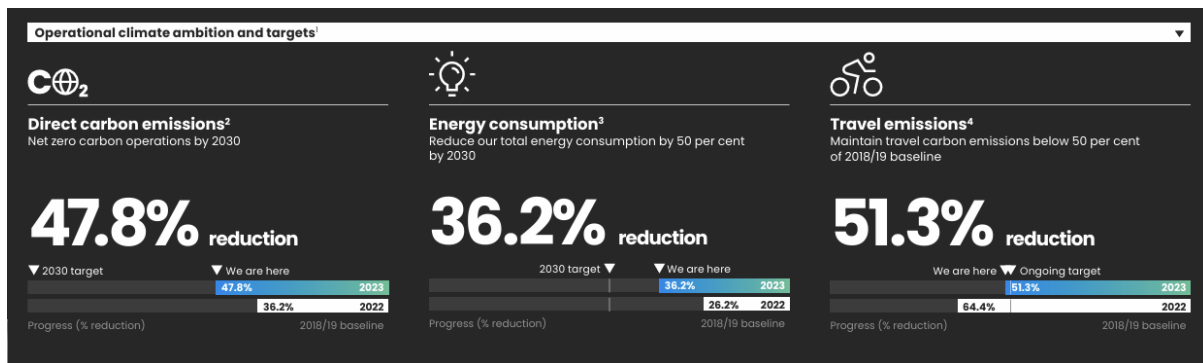 Operational climate ambition and targets¹
CO₂
Direct carbon emissions²
Net zero carbon operations by 2030
47.8% reduction
2030 target
We are here
47.8% 2023
36.2% 2022
Progress (% reduction) 2018/19 baseline
Energy consumption³
Reduce our total energy consumption by 50 per cent
by 2030
36.2% reduction
2030 target
We are here
36.2% 2023
26.2% 2022
Progress (% reduction) 2018/19 baseline
Travel emissions⁴
Maintain travel carbon emissions below 50 per cent
of 2018/19 baseline
51.3% reduction
We are here
Ongoing target
51.3% 2023
64.4% 2022
Progress (% reduction) 2018/19 baseline